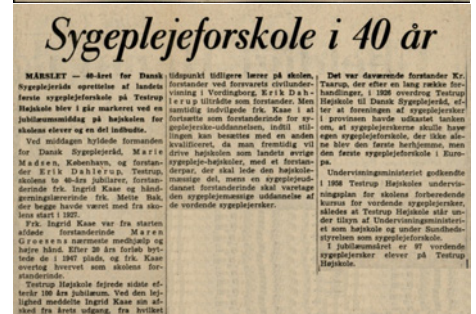 Sygeplejeforskole i 40 år
MÅRSLET — 40-året for Dansk
Sygeplejeråds oprettelse af landets
første sygeplejeforskole på Testrup
Højskole blev i går markeret ved en
jubilæumsmiddag på højskolen for
skolens elever og en del indbudte.
Ved middagen hyldede formanden
for Dansk Sygeplejeråd, Maria
Madsen, København, og forstan-
der Erik Dahlerup, Testrup,
skolens to 40-års jubilarer, forstan-
derinde frk. Ingrid Kaae og hånd-
gerningslærerinde frk. Mette Bak,
der begge havde været med fra sko-
lens start i 1927.
Frk. Ingrid Kaae var fra starten
afdøde forstanderinde Maren
Groesens nærmeste medhjælp og
højre hånd. Efter 20 års forløb byt-
tede de i 1947 plads, og frk. Kaae
overtog hvervet som skolens for-
standerinde.
Testrup Højskole fejrede sidste ef-
terår 100 års jubilæum. Ved den lej-
lighed meddelte Ingrid Kaae sin af-
sked fra årets udgang, fra hvilket
tidspunkt tidligere lærer på skolen,
forstander ved forsvarets civilunder-
visning i Vordingborg, Erik Dah-
lerup tiltrådte som forstander. Men
samtidig indvilgede frk. Kaae i at
fortsætte som forstanderinde for sy-
geplejerske-uddannelsen, indtil stil-
lingen kan besættes med en anden
kvalificeret, da man fremtidig vil
drive højskolen som landets øvrige
sygepleje-højskoler, med et forstan-
derpar, der skal lede den højskole-
mæssige del, mens en sygeplejeud-
dannet forstanderinde skal varetage
den sygeplejemæssige uddannelse af
de vordende sygeplejersker.
Det var daværende forstander Kr.
Taarup, der efter en lang række for-
handlinger, i 1926 overdrog Testrup
Højskole til Dansk Sygeplejeråd, ef-
ter at foreningen af sygeplejersker
i provinsen havde udkastet tanken
om, at sygeplejerskerne skulle have
egen sygeplejeforskole, der ikke ale-
ne blev den første herhjemme, men
den første sygeplejeforskole i Euro-
Undervisningsministeriet godkendte
i 1956 Testrup Højskoles undervis-
ningsplan for skolens forberedende
kursus for vordende sygeplejersker,
således at Testrup Højskole står un-
der tilsyn af Undervisningsministeri-
et som højskole og under Sundheds-
styrelsen som sygeplejeforskole.
I jubilæumsåret er 97 vordende
sygeplejersker elever på Testrup
Højskole.